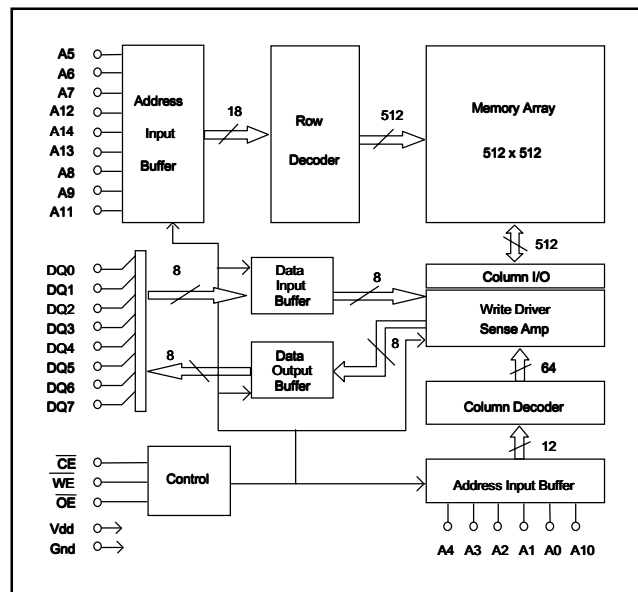 A5
A6
A7
A12
A14
A13
A8
A9
A11
Address
Input
Buffer
18
Row
Decoder
512
Memory Array
512 x 512
512
DQ0
DQ1
DQ2
DQ3
DQ4
DQ5
DQ6
DQ7
8
Data
Input
Buffer
8
Column I/O
Write Driver
Sense Amp
8
Data
Output
Buffer
8
64
Column Decoder
12
CE
WE
OE
Control
Address Input Buffer
Vdd
Gnd
A4 A3 A2 A1 A0 A10